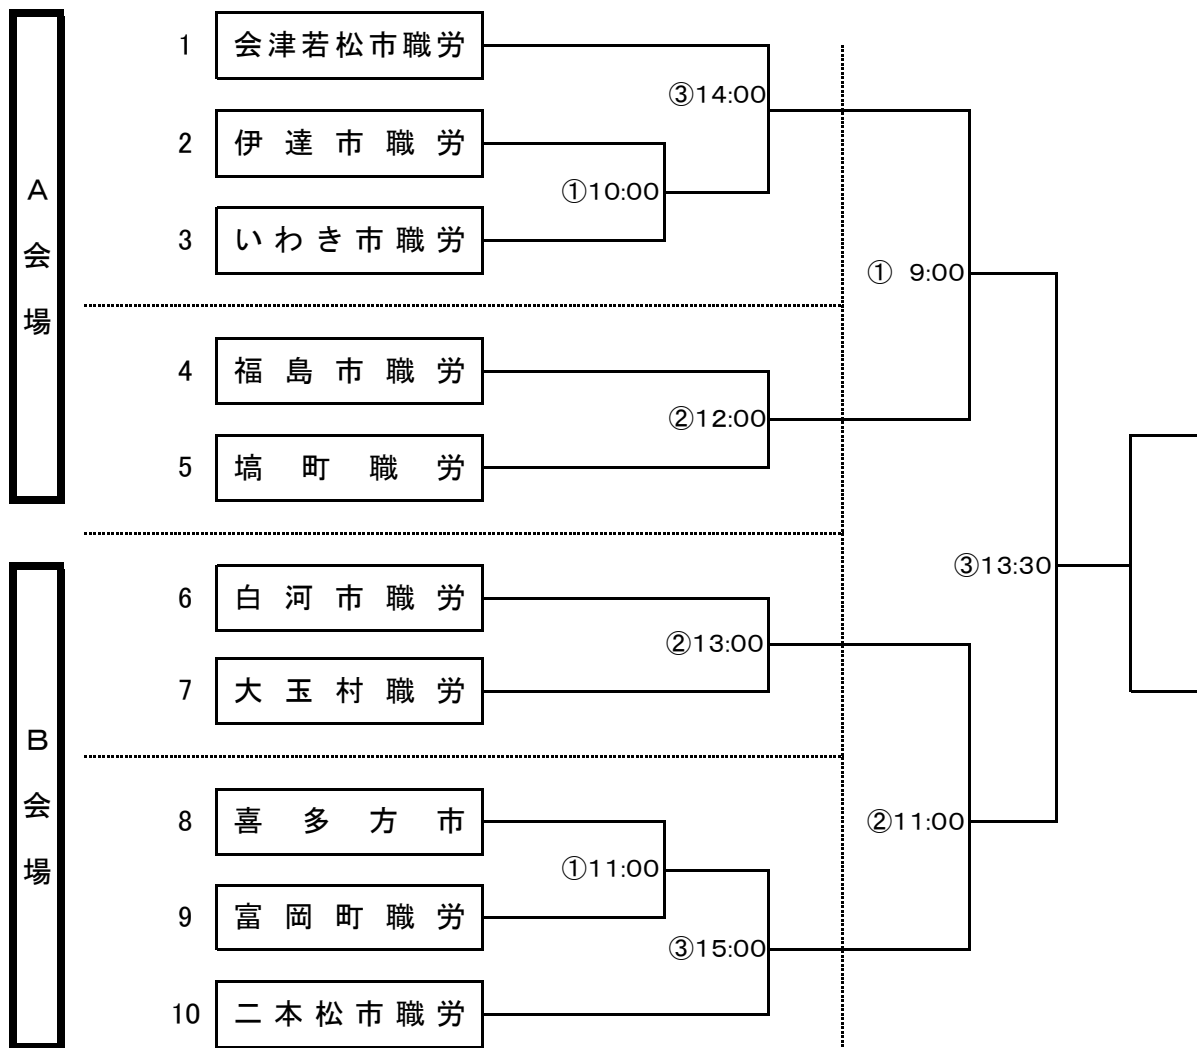 A会場
1 会津若松市職労
③14:00
2 伊達市職労
①10:00
3 いわき市職労
① 9:00
4 福島市職労
②12:00
5 塙町職労
③13:30
B会場
6 白河市職労
②13:00
7 大玉村職労
8 喜多方市
②11:00
①11:00
9 富岡町職労
③15:00
10 二本松市職労